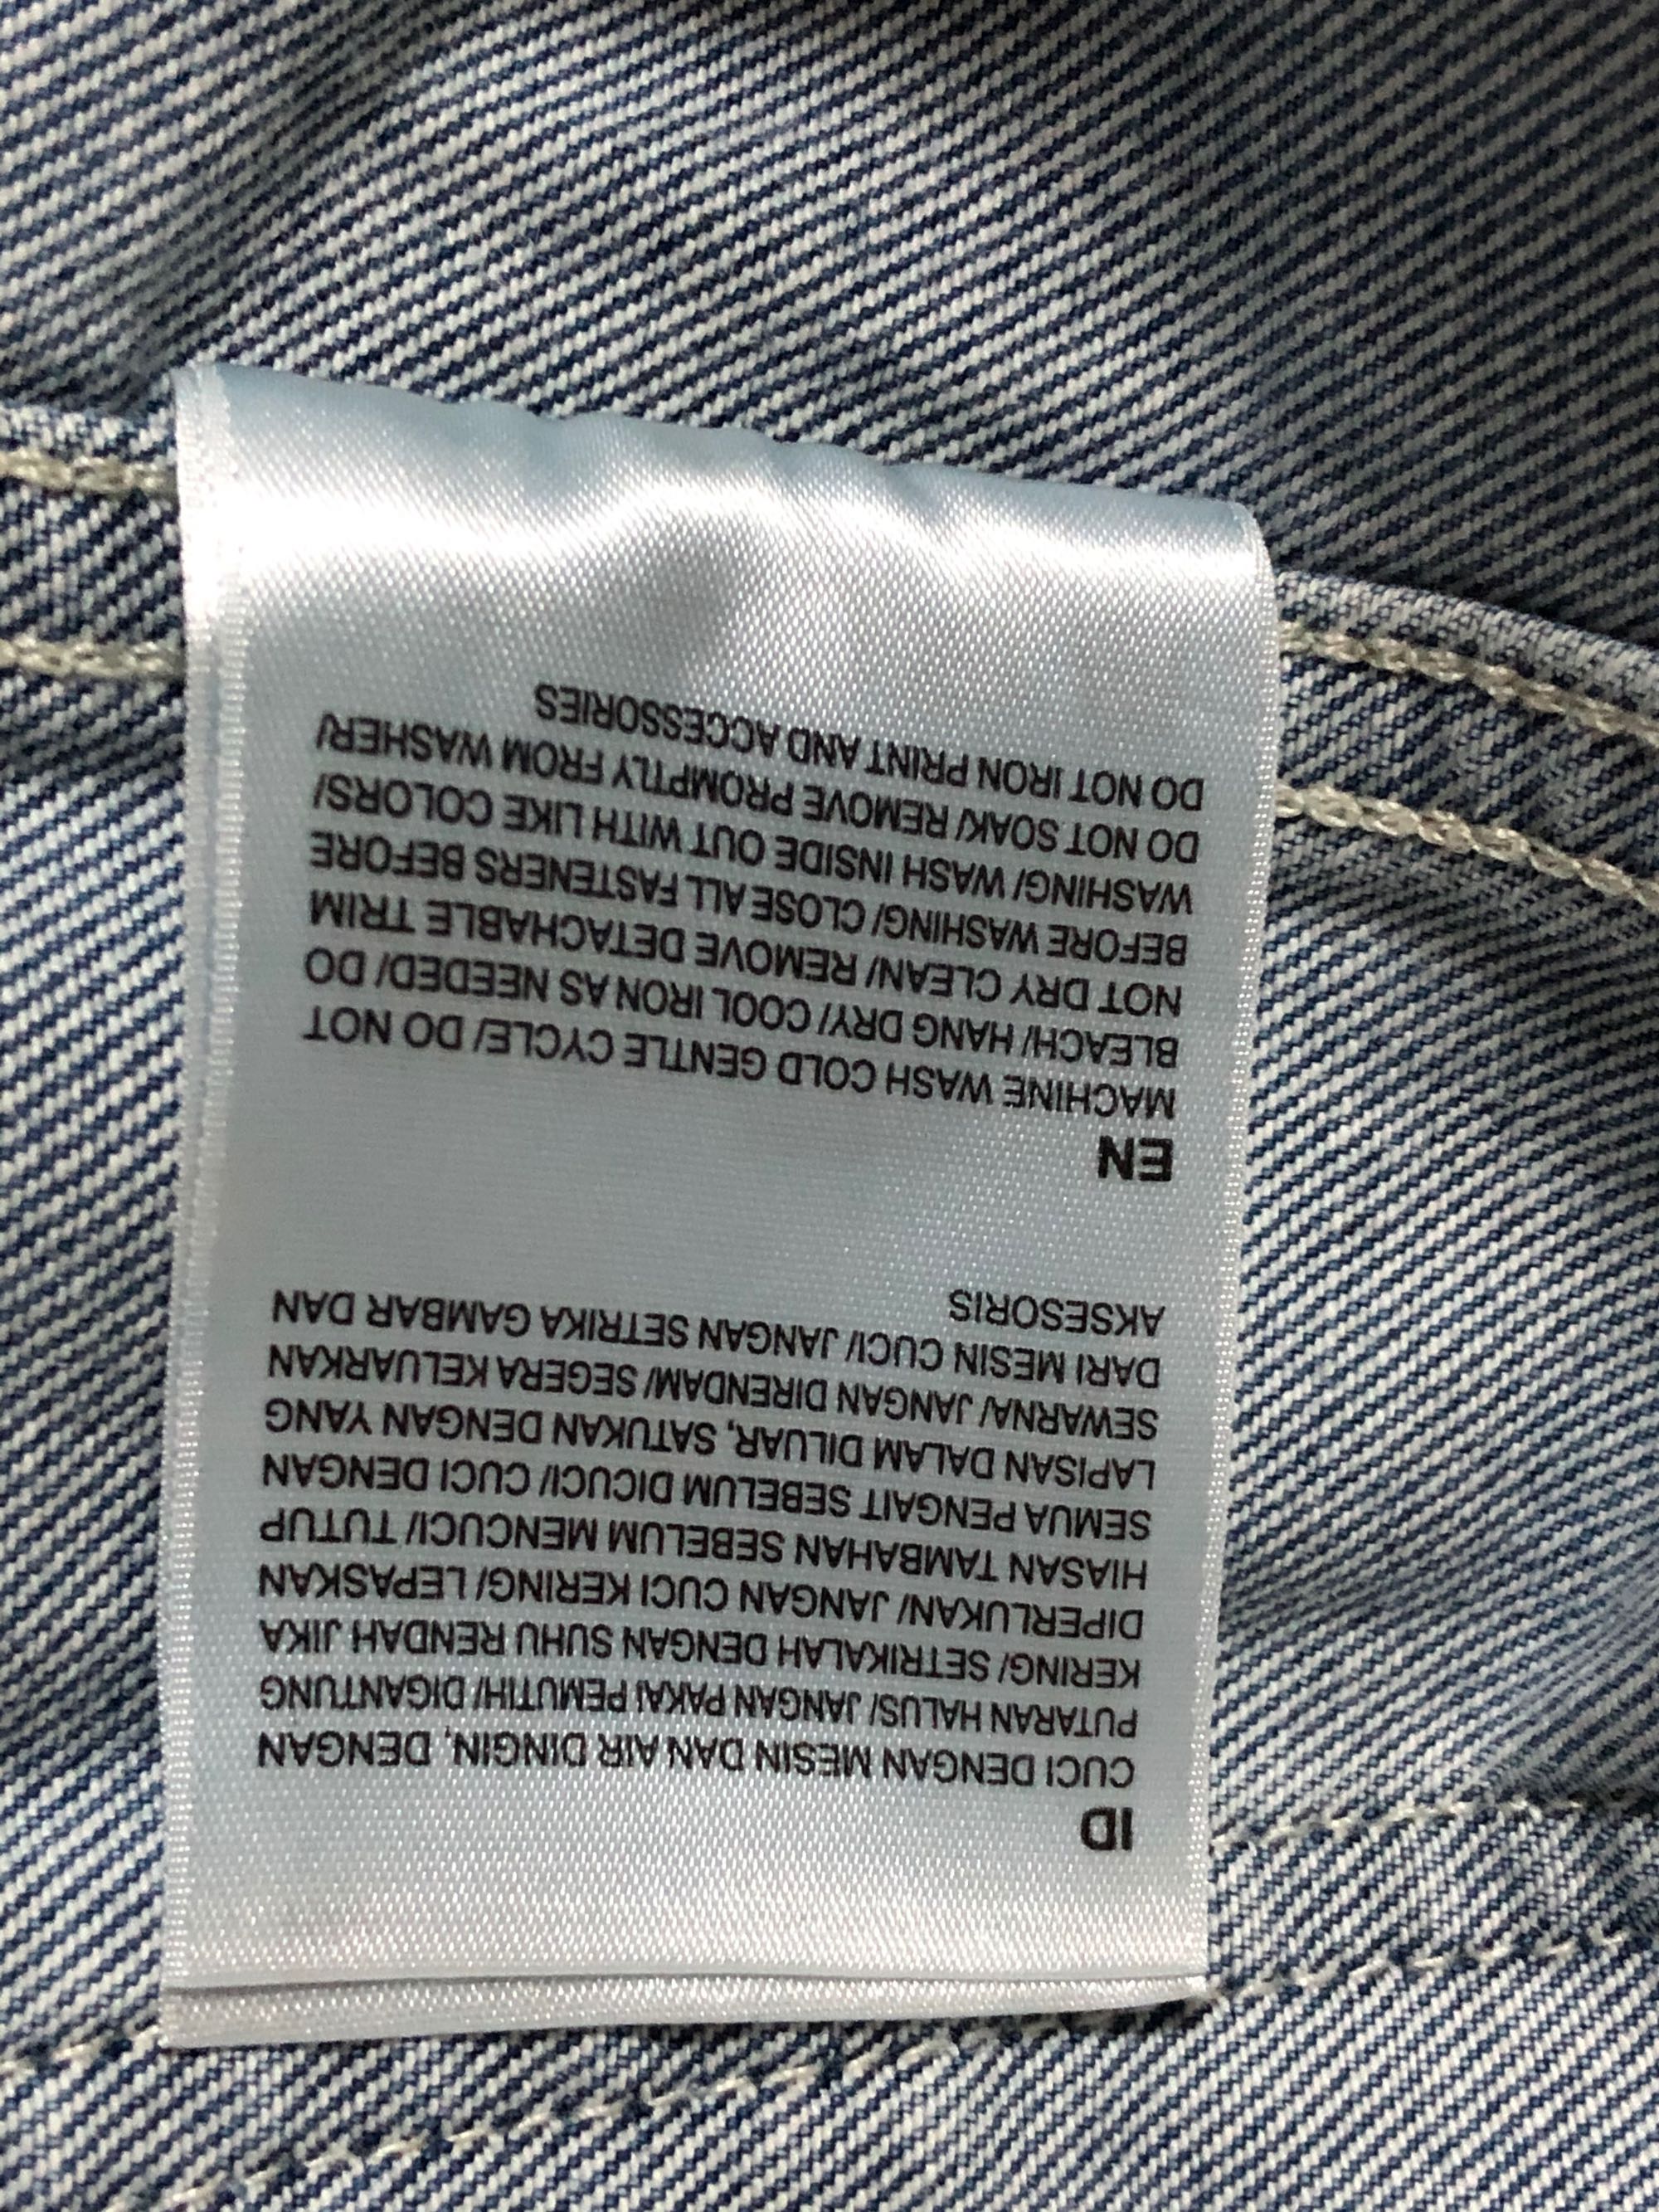 ID
CUCI DENGAN MESIN DAN AIR DINGIN, DENGAN
PUTARAN HALUS/ JANGAN PAKAI PEMUTIH/ DIGANTUNG
KERING/ SETRIKALAH DENGAN SUHU RENDAH JIKA
DIPERLUKAN/ JANGAN CUCI KERING/ LEPASKAN
HIASAN TAMBAHAN SEBELUM MENCUCI/ TUTUP
SEMUA PENGAIT SEBELUM DICUCI/ CUCI DENGAN
LAPISAN DALAM DILUAR, SATUKAN DENGAN YANG
SEWARNA/ JANGAN DIRENDAM/ SEGERA KELUARKAN
DARI MESIN CUCI/ JANGAN SETRIKA GAMBAR DAN
AKSESORIS
EN
MACHINE WASH COLD GENTLE CYCLE/ DO NOT
BLEACH/ HANG DRY/ COOL IRON AS NEEDED/ DO
NOT DRY CLEAN/ REMOVE DETACHABLE TRIM
BEFORE WASHING/ CLOSE ALL FASTENERS BEFORE
WASHING/ WASH INSIDE OUT WITH LIKE COLORS/
DO NOT SOAK/ REMOVE PROMPTLY FROM WASHER/
DO NOT IRON PRINT AND ACCESSORIES